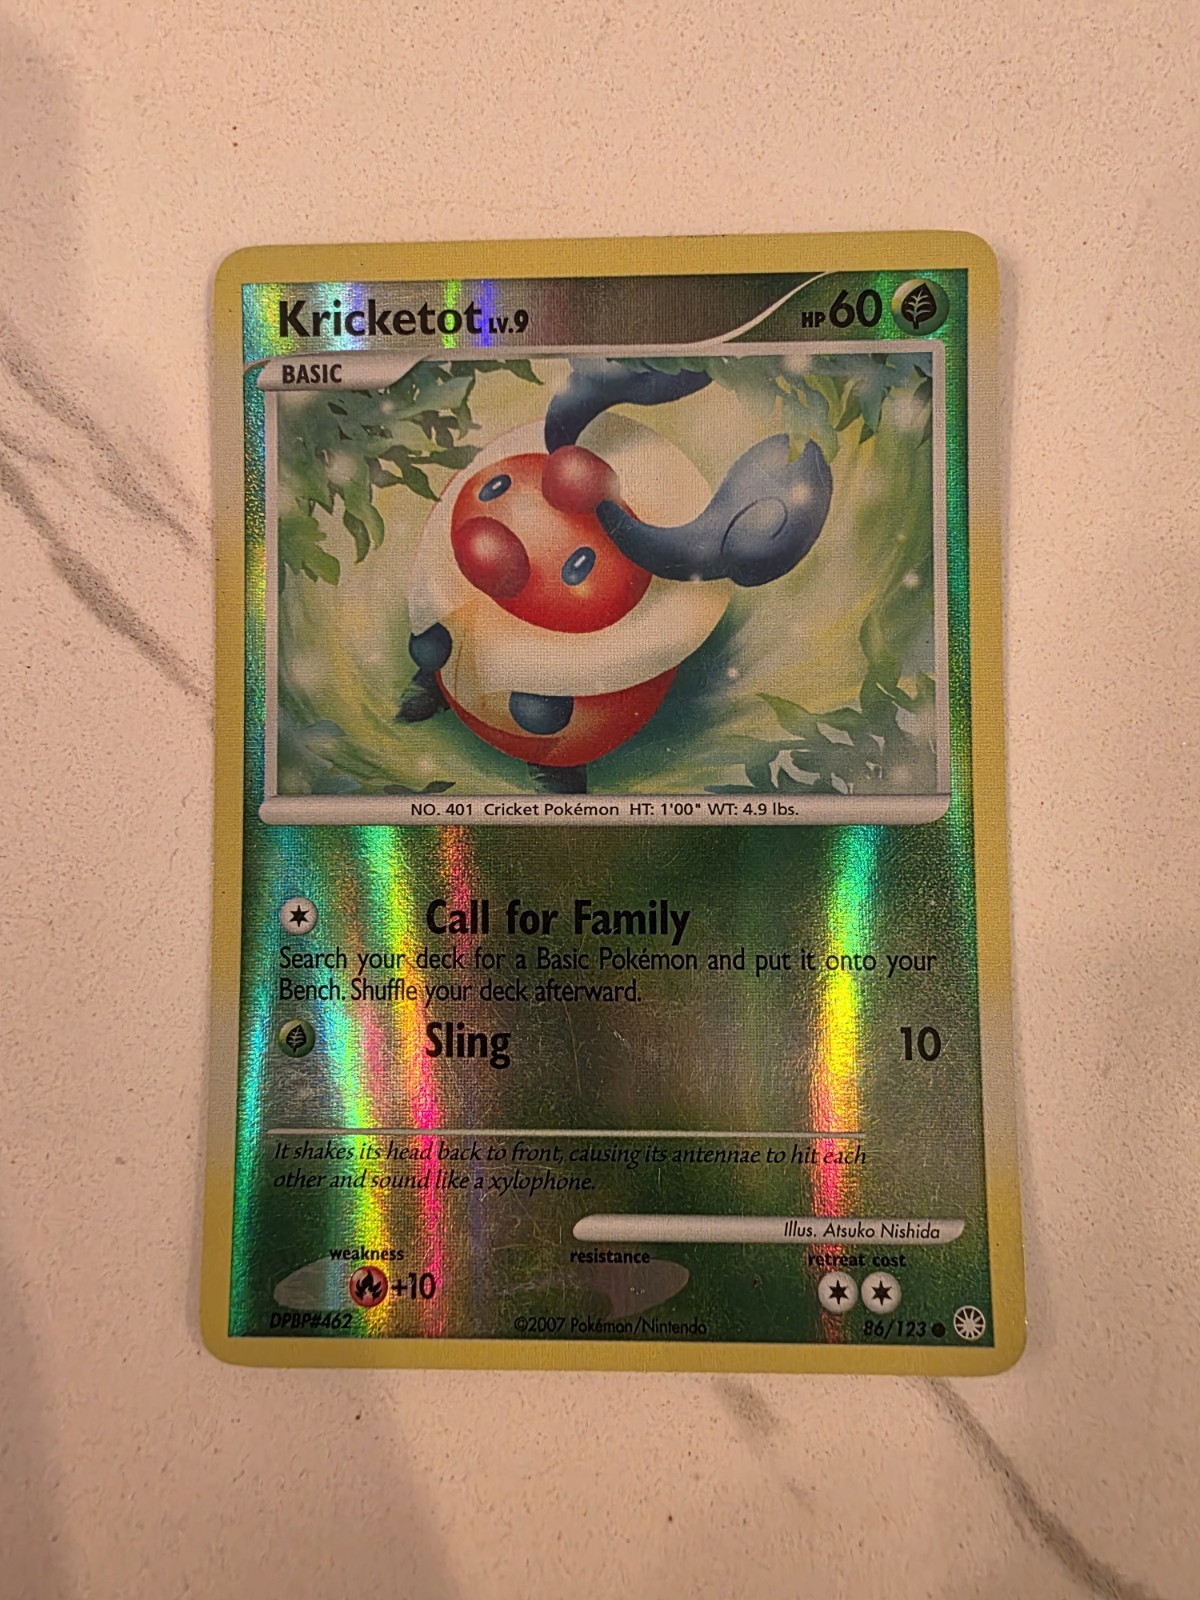 Kricketot LV.9 HP 60
BASIC
NO. 401 Cricket Pokémon HT: 1'00" WT: 4.9 lbs.
Call for Family
Search your deck for a Basic Pokémon and put it onto your
Bench. Shuffle your deck afterward.
Sling 10
It shakes its head back to front, causing its antennae to hit each
other and sound like a xylophone.
Illus. Atsuko Nishida
weakness resistance retreat cost
+10
DPBP#462 ©2007 Pokémon/Nintendo 86/123